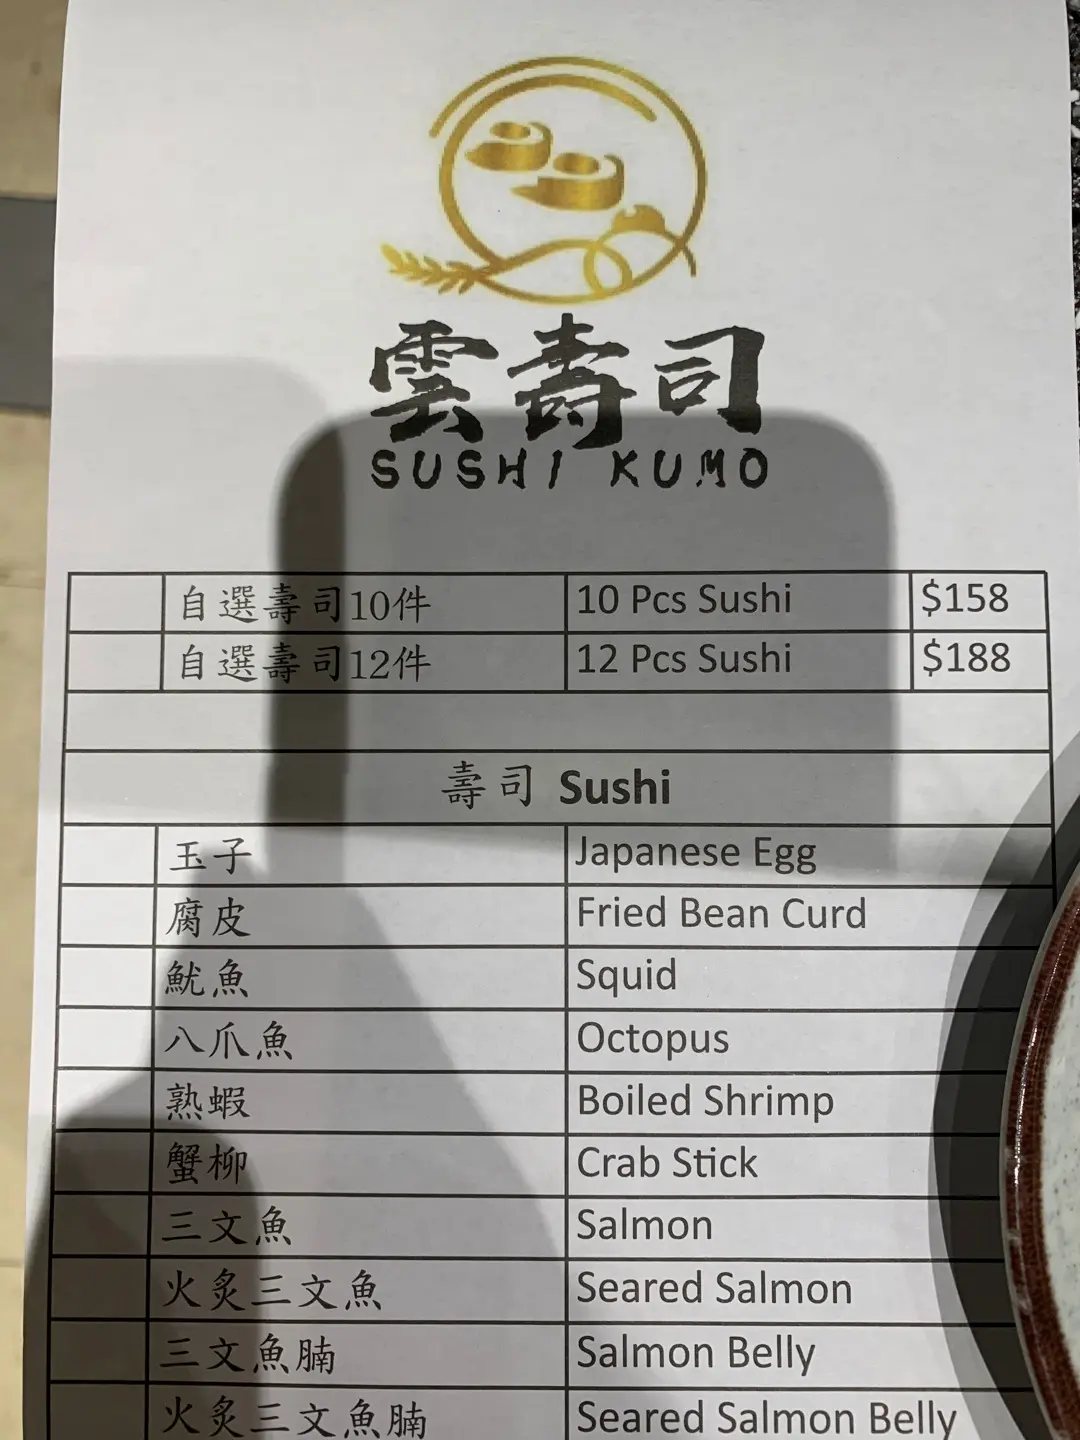 雲壽司
SUSHI KUMO
自選壽司10件 10 Pcs Sushi $158
自選壽司12件 12 Pcs Sushi $188
壽司 Sushi
玉子 Japanese Egg
腐皮 Fried Bean Curd
魷魚 Squid
八爪魚 Octopus
熟蝦 Boiled Shrimp
蟹柳 Crab Stick
三文魚 Salmon
火炙三文魚 Seared Salmon
三文魚腩 Salmon Belly
火炙三文魚腩 Seared Salmon Belly